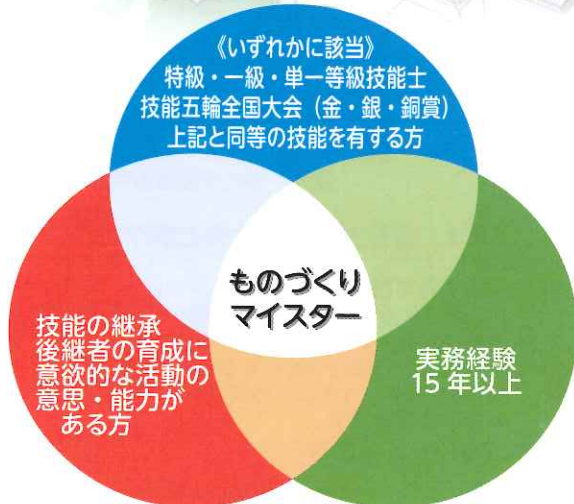 《いずれかに該当》
特級・一級・単一等級技能士
技能五輪全国大会（金・銀・銅賞）
上記と同等の技能を有する方
ものづくり
マイスター
技能の継承
後継者の育成に
意欲的な活動の
意思・能力が
ある方
実務経験
15年以上